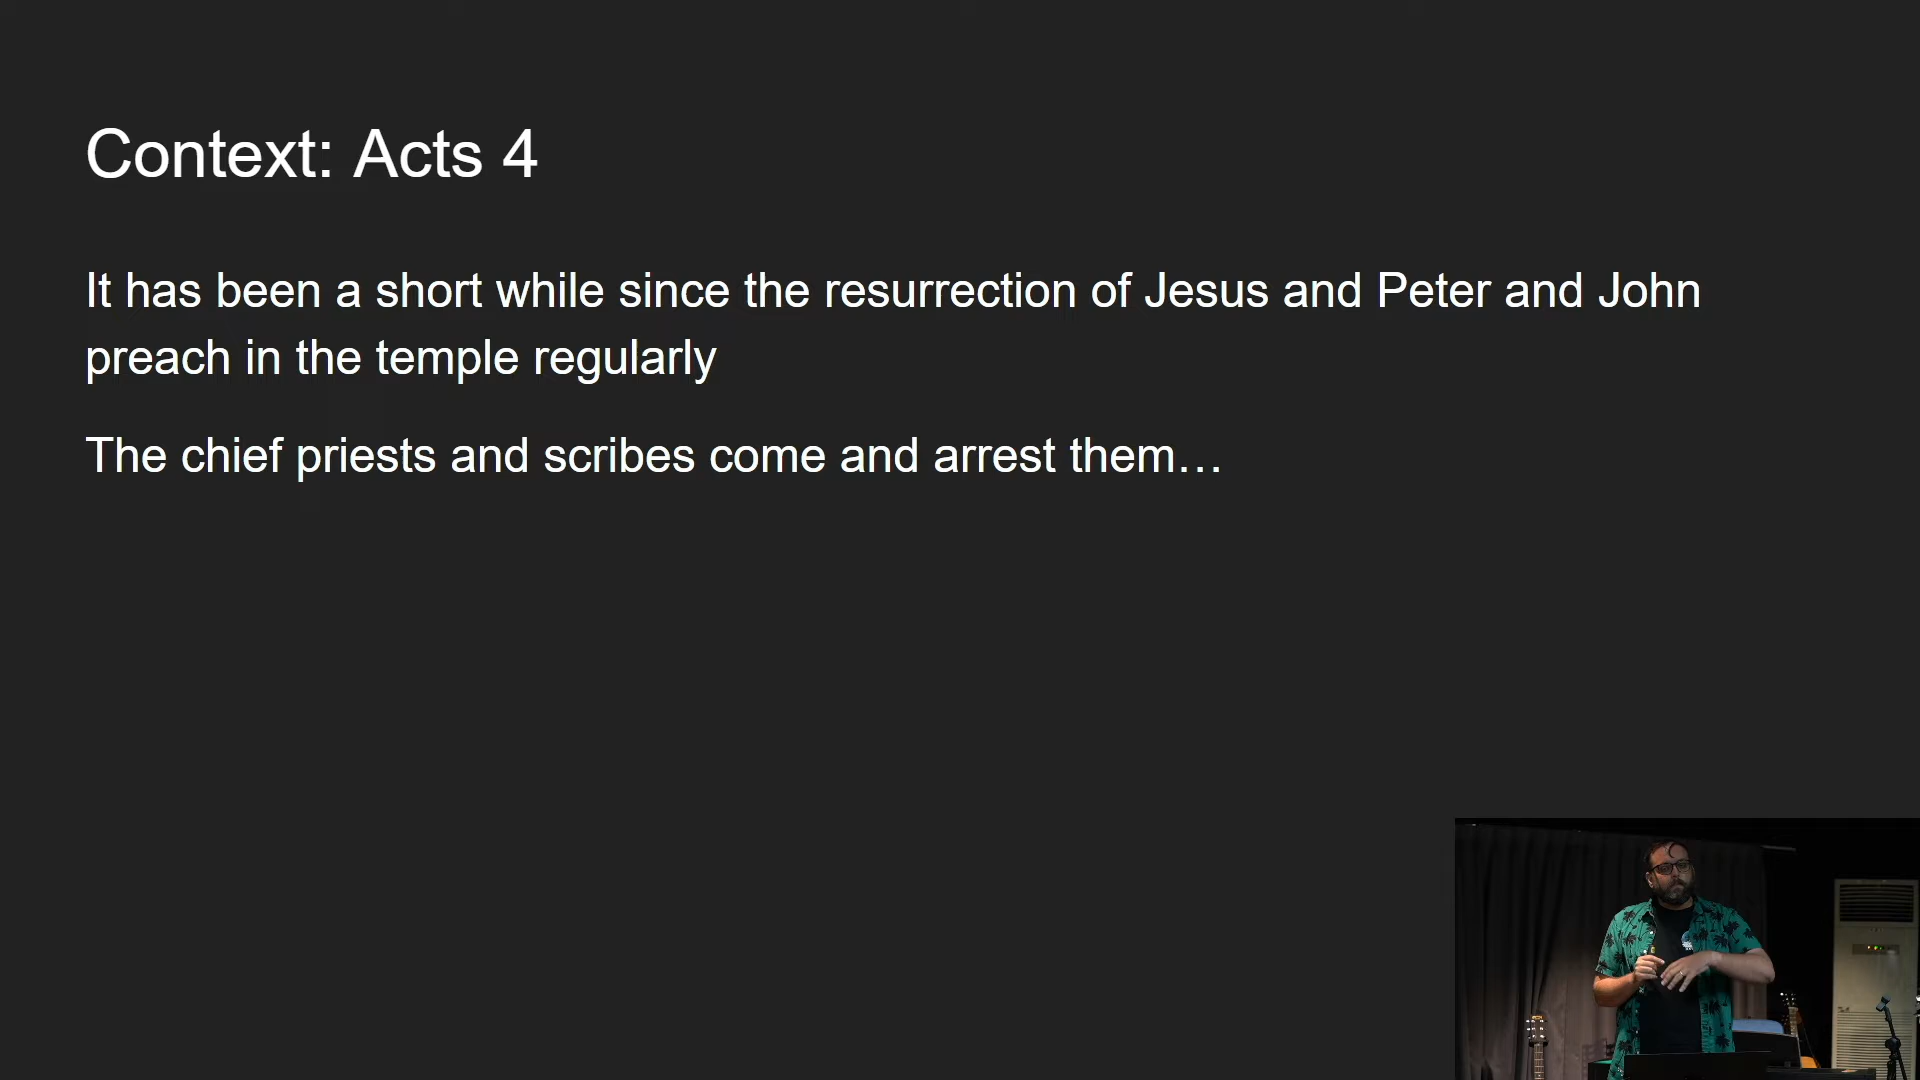 Context: Acts 4
It has been a short while since the resurrection of Jesus and Peter and John
preach in the temple regularly
The chief priests and scribes come and arrest them…